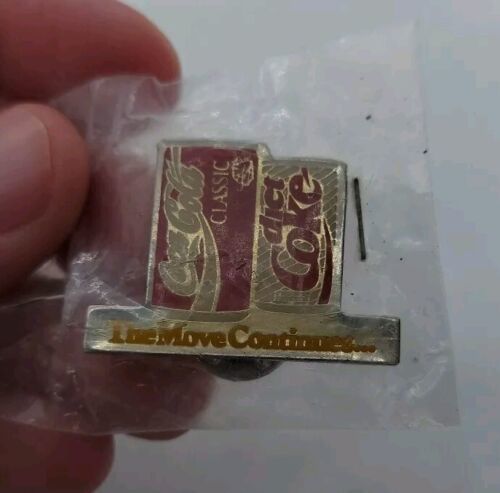 Coca-Cola
CLASSIC
diet
Coke
The Move Continues...